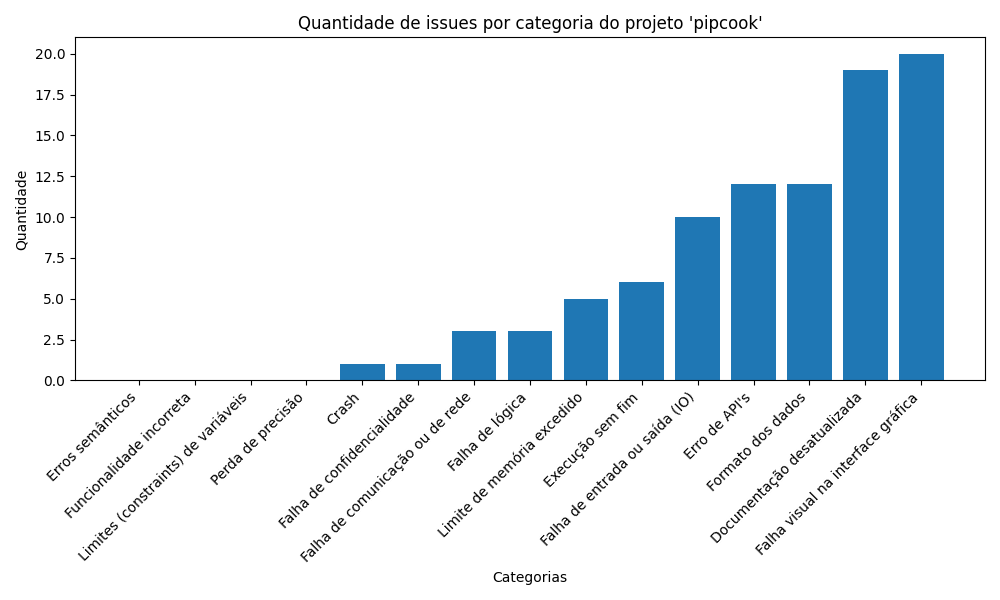 Quantidade de issues por categoria do projeto 'pipcook'
Quantidade
20.0
17.5
15.0
12.5
10.0
7.5
5.0
2.5
0.0
Erros semânticos
Funcionalidade incorreta
Limites (constraints) de variáveis
Perda de precisão
Crash
Falha de confidencialidade
Falha de comunicação ou de rede
Falha de lógica
Limite de memória excedido
Execução sem fim
Falha de entrada ou saída (IO)
Erro de API's
Formato dos dados
Documentação desatualizada
Falha visual na interface gráfica
Categorias